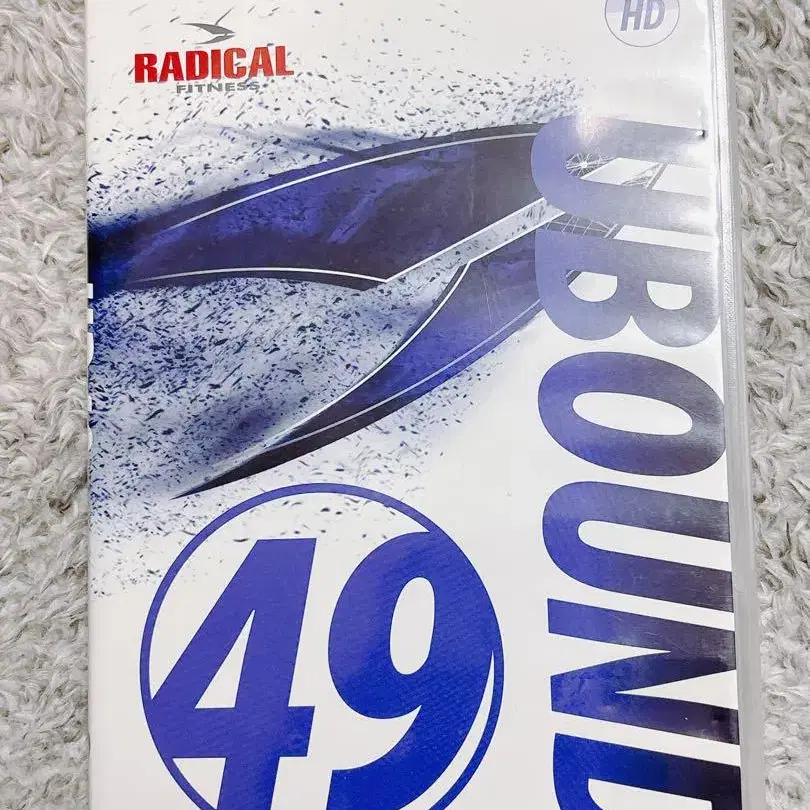 HD
RADICAL
FITNESS
UBOUND
49